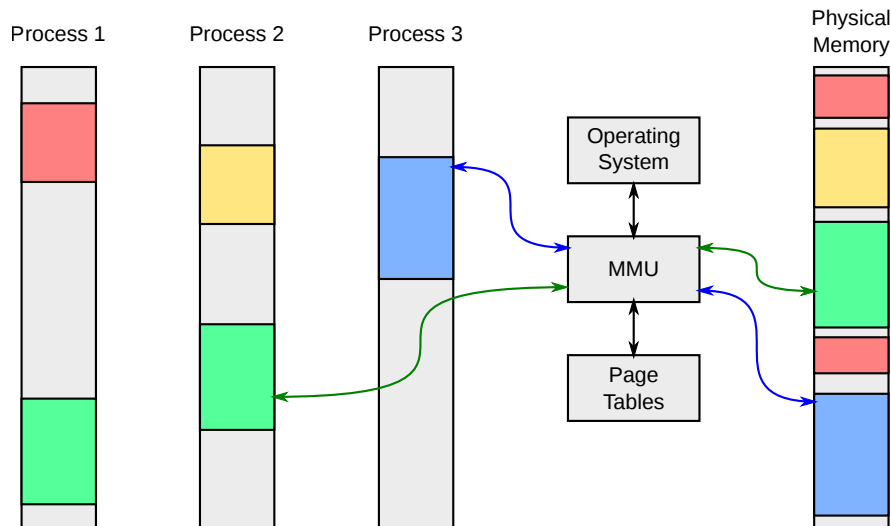 Process 1
Process 2
Process 3
Physical
Memory
Operating
System
MMU
Page
Tables